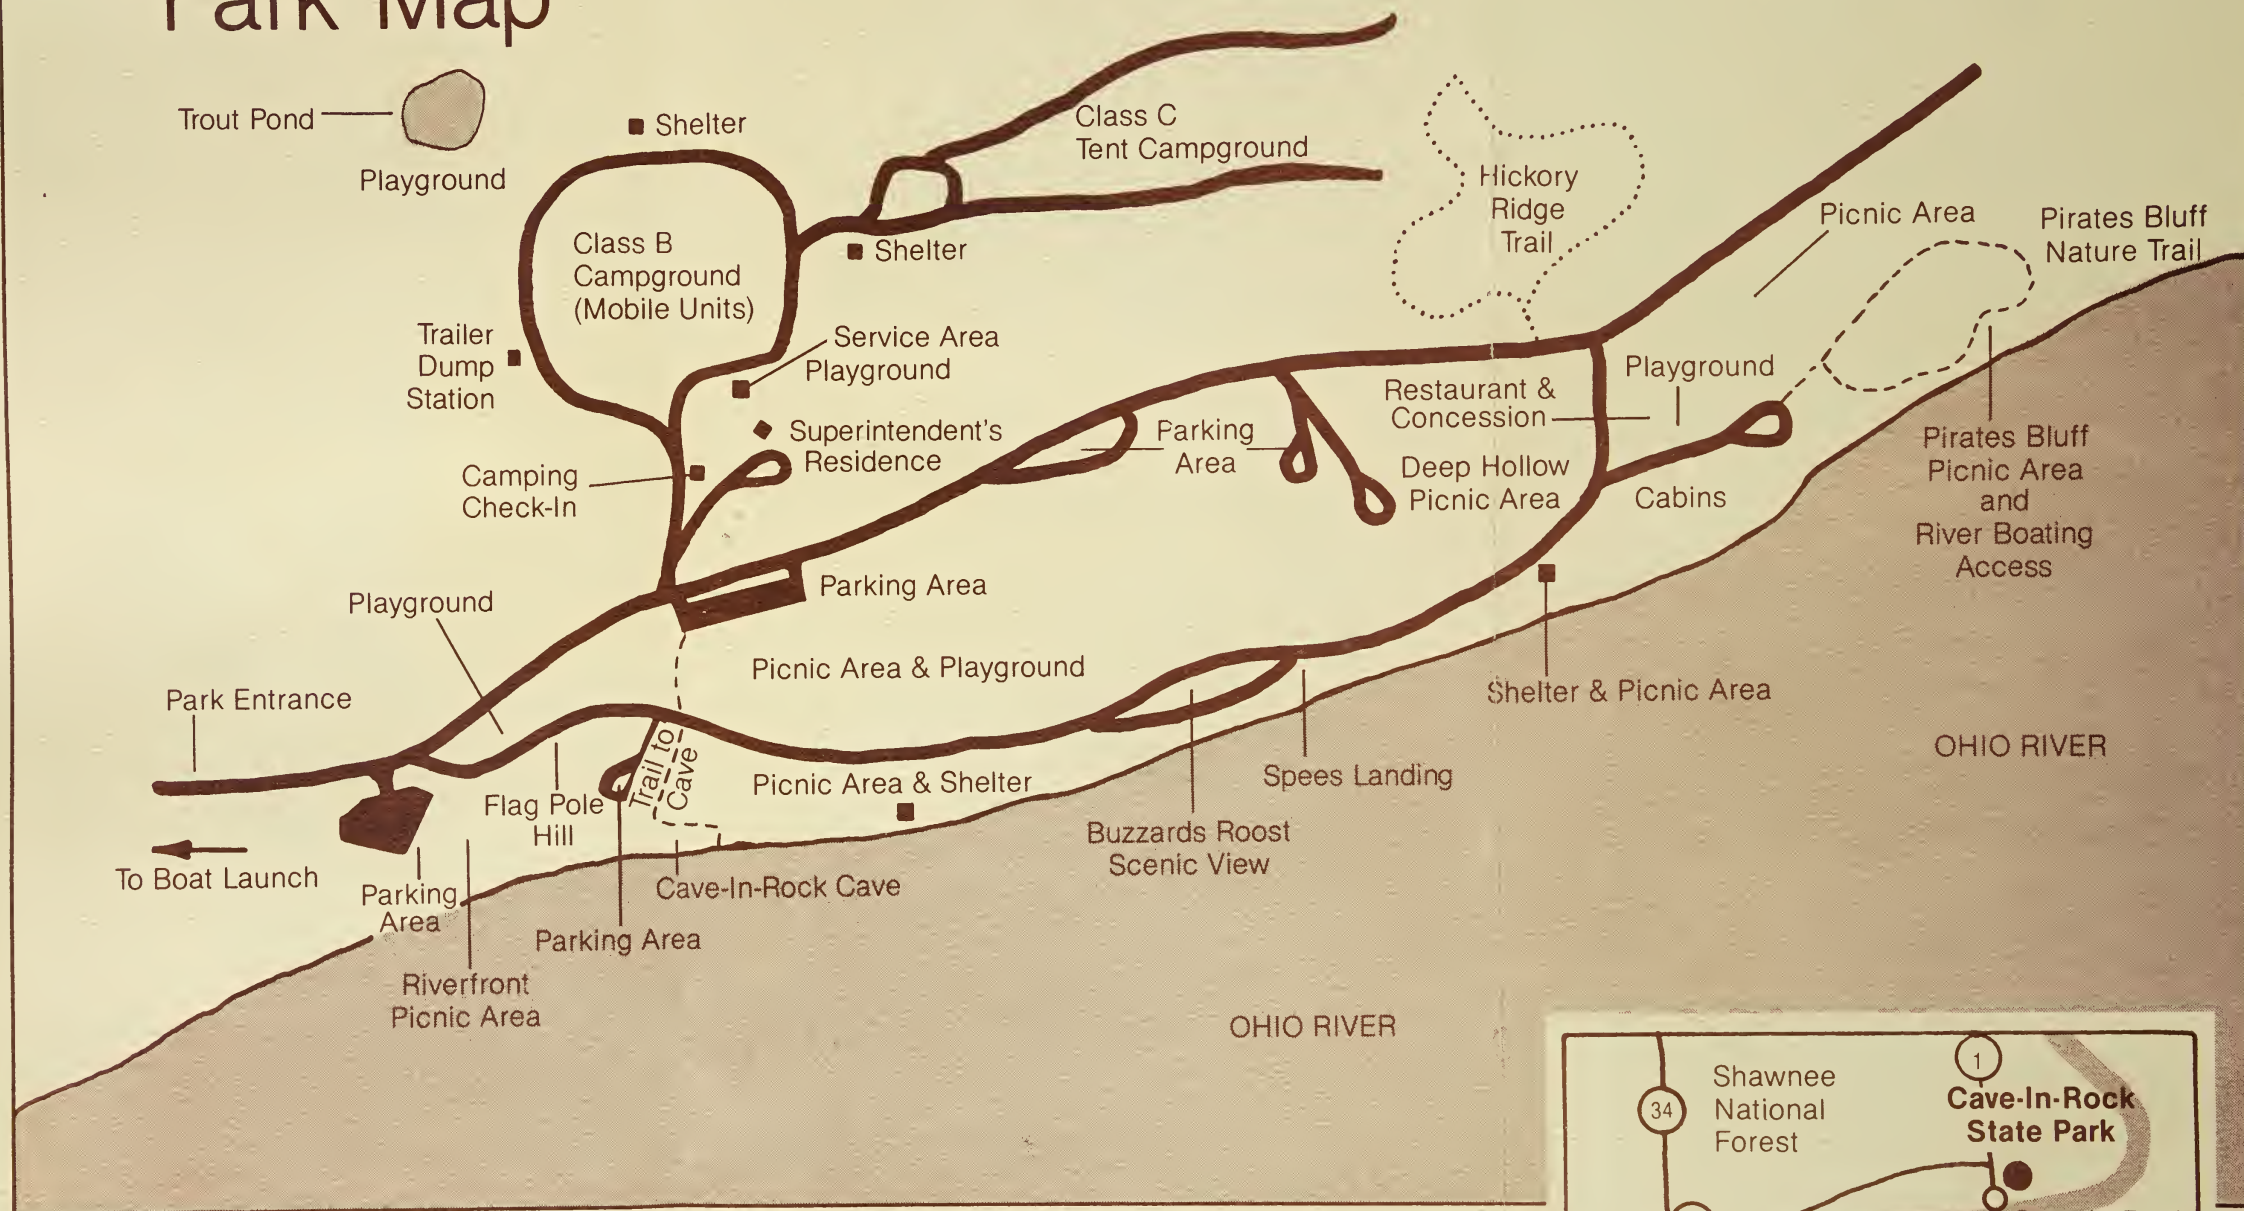 Park Map
Trout Pond
Playground
Shelter
Class C
Tent Campground
Class B
Campground
(Mobile Units)
Shelter
Hickory
Ridge
Trail
Picnic Area
Pirates Bluff
Nature Trail
Trailer
Dump
Station
Service Area
Playground
Superintendent's
Residence
Camping
Check-In
Parking
Area
Restaurant &
Concession
Playground
Deep Hollow
Picnic Area
Cabins
Pirates Bluff
Picnic Area
and
River Boating
Access
Playground
Parking Area
Picnic Area & Playground
Park Entrance
Shelter & Picnic Area
OHIO RIVER
Trail to
Cave
Picnic Area & Shelter
Spees Landing
Flag Pole
Hill
Buzzards Roost
Scenic View
To Boat Launch
Parking
Area
Cave-In-Rock Cave
Parking Area
Riverfront
Picnic Area
OHIO RIVER
34
Shawnee
National
Forest
1
Cave-In-Rock
State Park